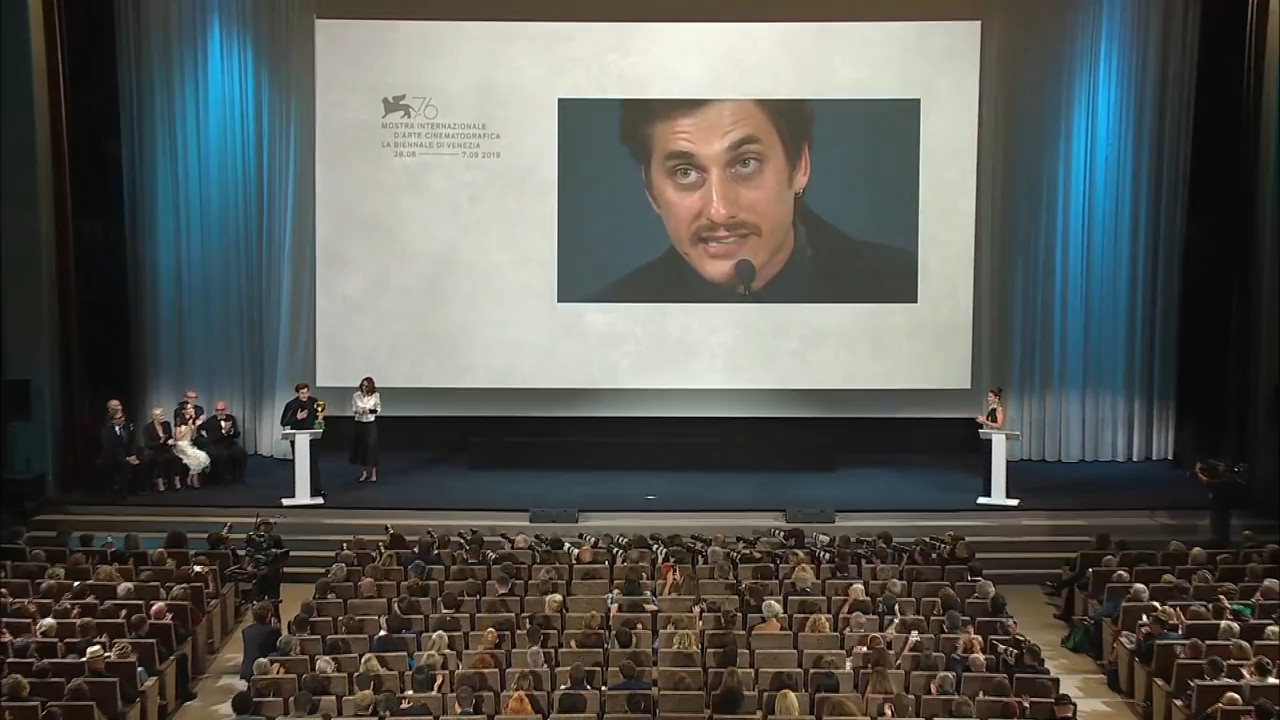 76
MOSTRA INTERNAZIONALE
D'ARTE CINEMATOGRAFICA
LA BIENNALE DI VENEZIA
28.08 — 7.09 2019